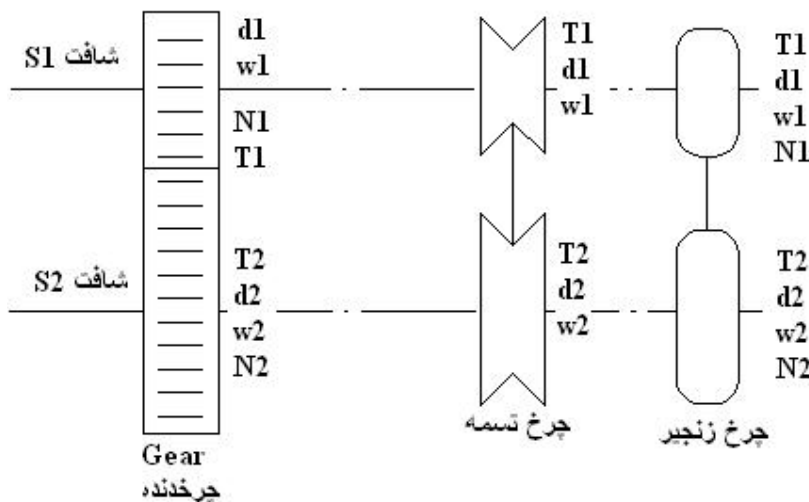 شافت S1
d1
w1
N1
T1
T1
d1
w1
T1
d1
w1
N1
شافت S2
T2
d2
w2
N2
T2
d2
w2
T2
d2
w2
N2
Gear
چرخدنده
چرخ تسمه
چرخ زنجیر